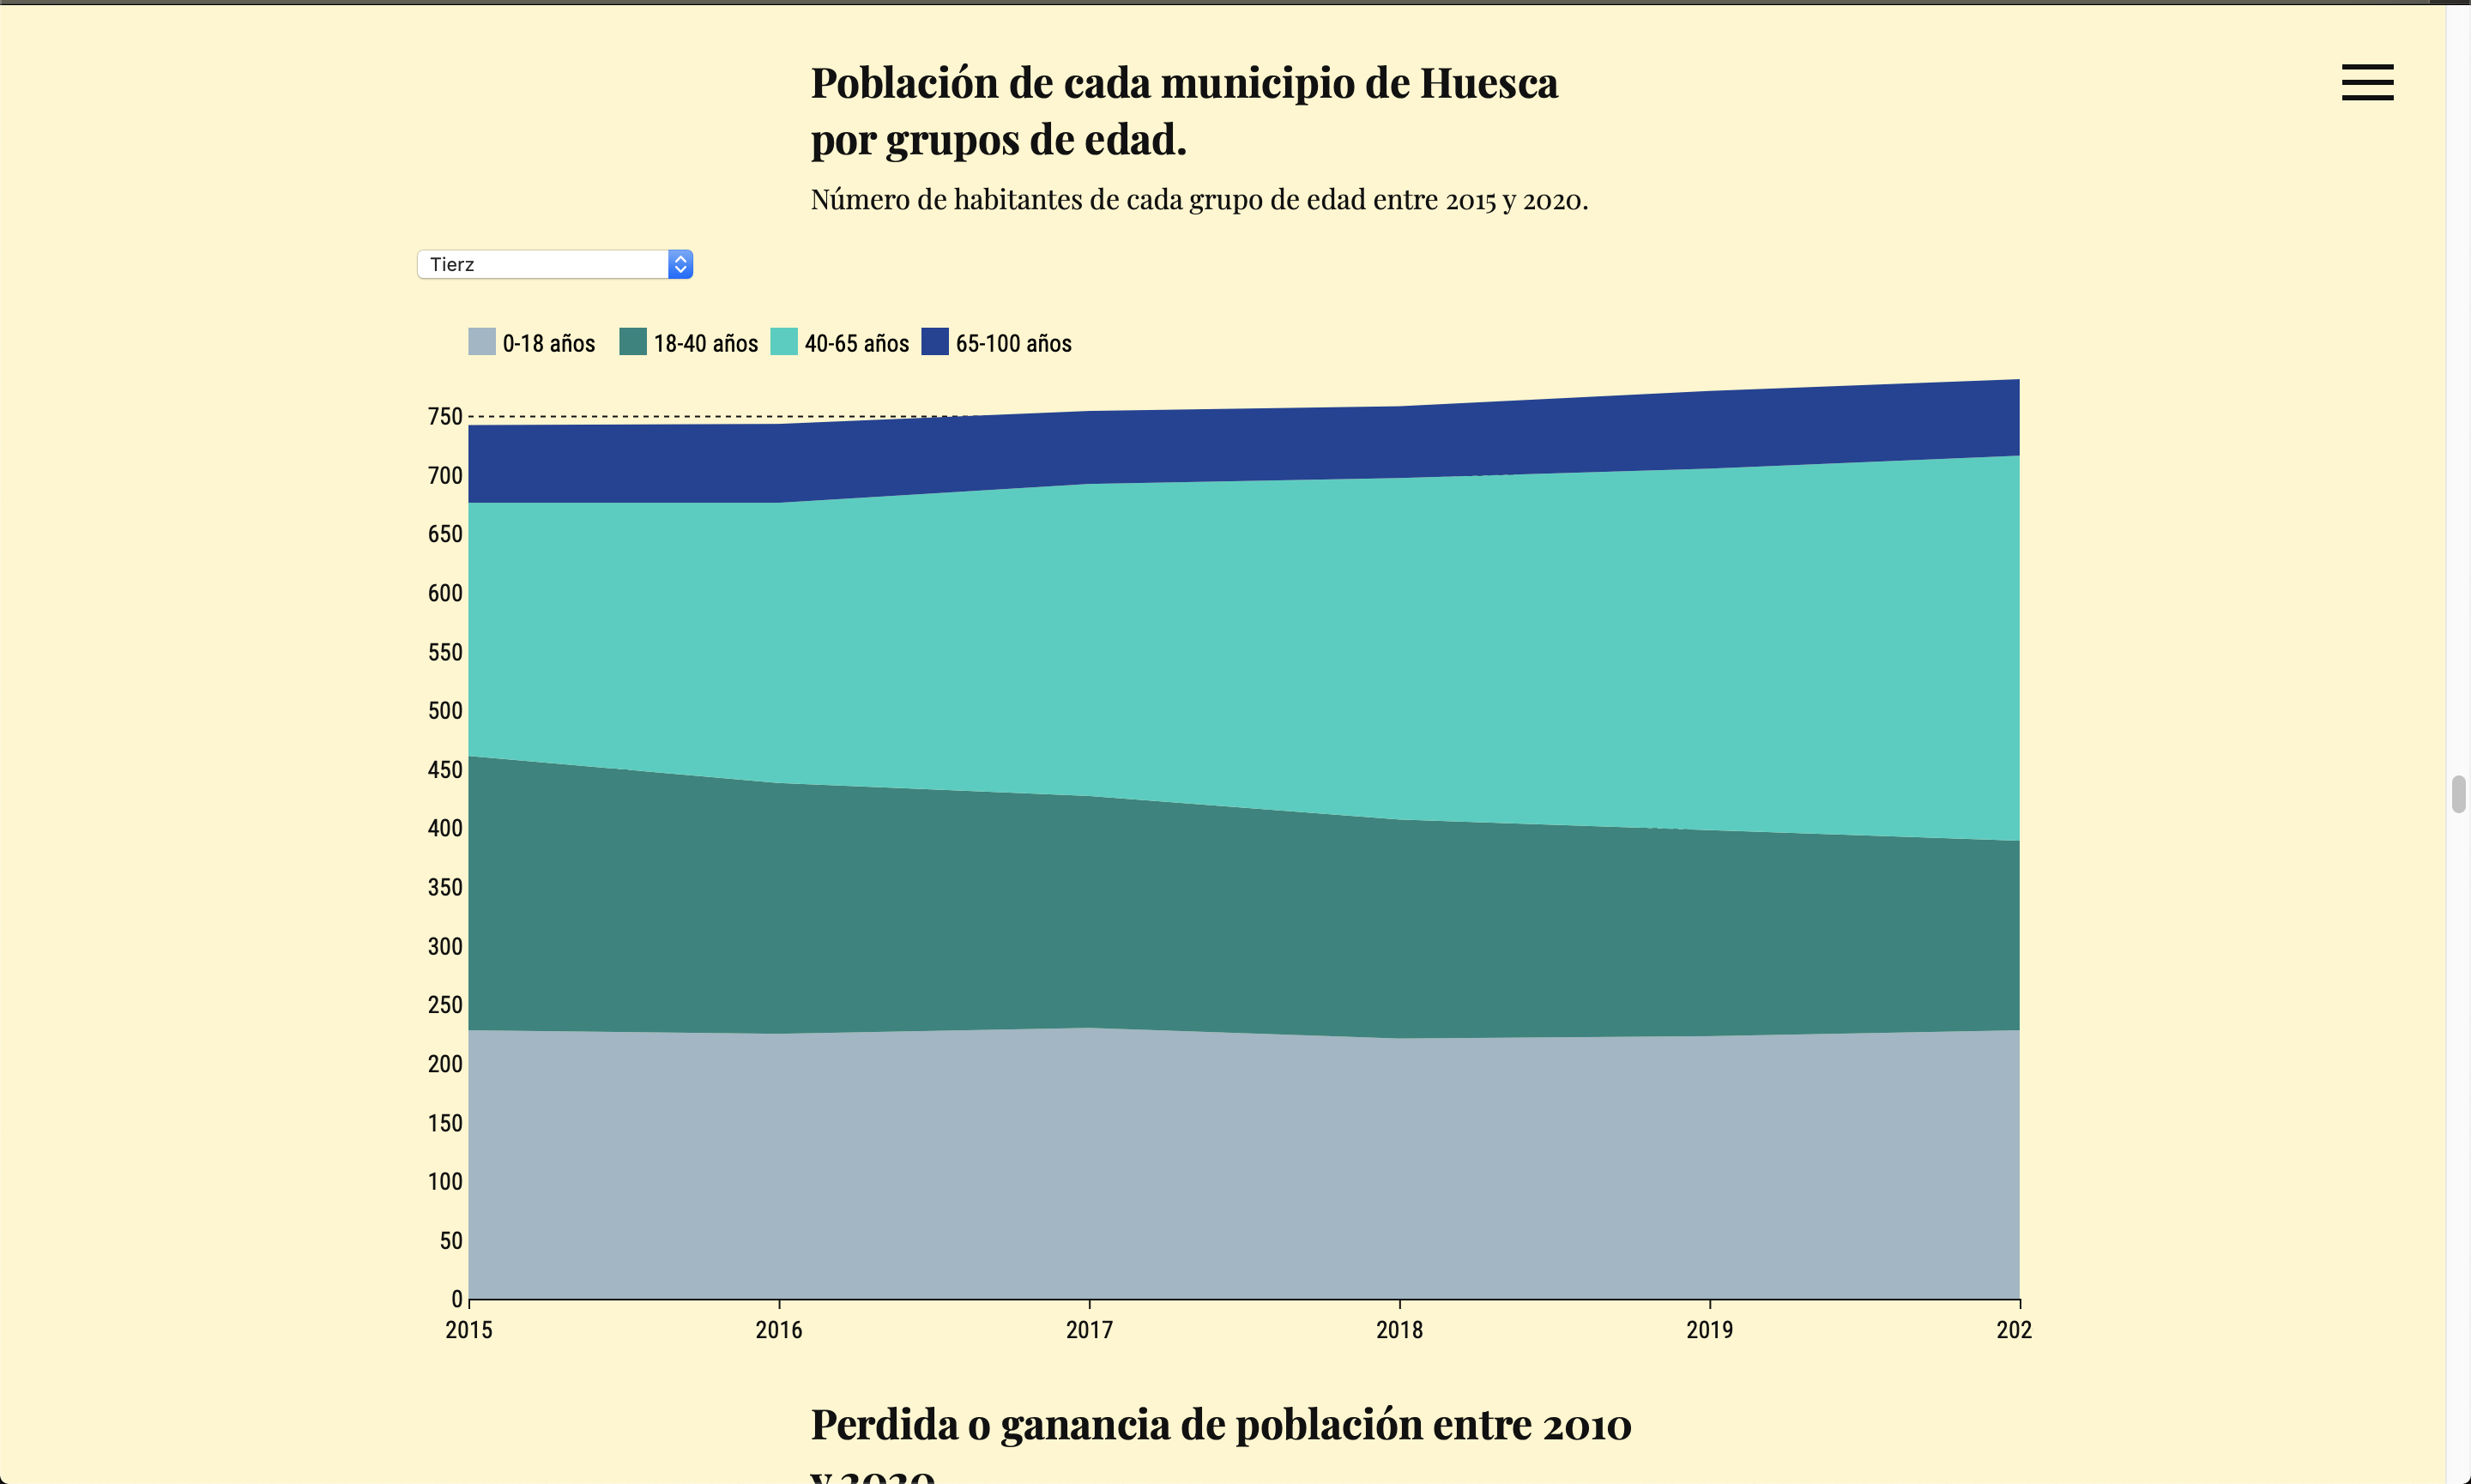 Población de cada municipio de Huesca
por grupos de edad.
Número de habitantes de cada grupo de edad entre 2015 y 2020.
Tierz
0-18 años 18-40 años 40-65 años 65-100 años
750
700
650
600
550
500
450
400
350
300
250
200
150
100
50
0
2015 2016 2017 2018 2019 202
Perdida o ganancia de población entre 2010
y 2020